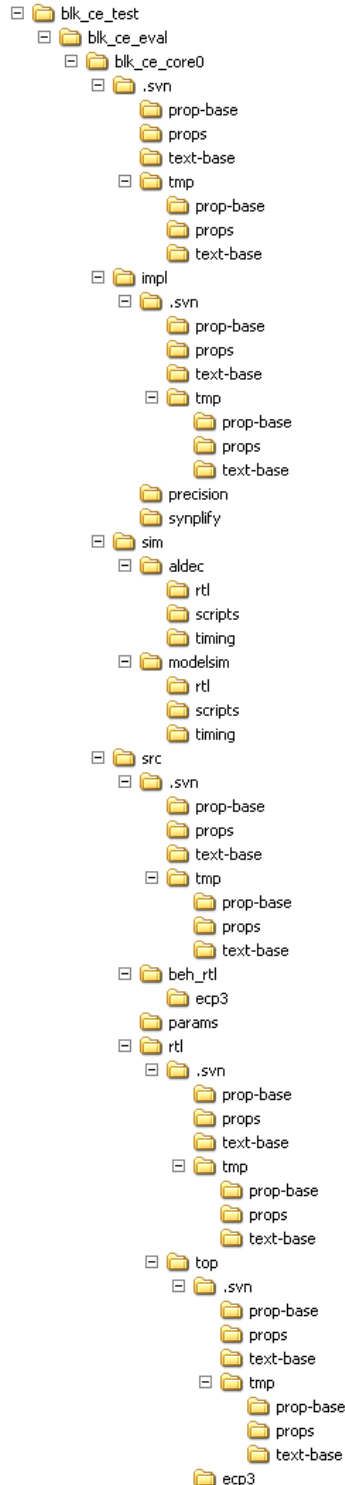 blk_ce_test
blk_ce_eval
blk_ce_core0
.svn
prop-base
props
text-base
tmp
prop-base
props
text-base
impl
.svn
prop-base
props
text-base
tmp
prop-base
props
text-base
precision
synplify
sim
aldec
rtl
scripts
timing
modelsim
rtl
scripts
timing
src
.svn
prop-base
props
text-base
tmp
prop-base
props
text-base
beh_rtl
ecp3
params
rtl
.svn
prop-base
props
text-base
tmp
prop-base
props
text-base
top
.svn
prop-base
props
text-base
tmp
prop-base
props
text-base
ecp3